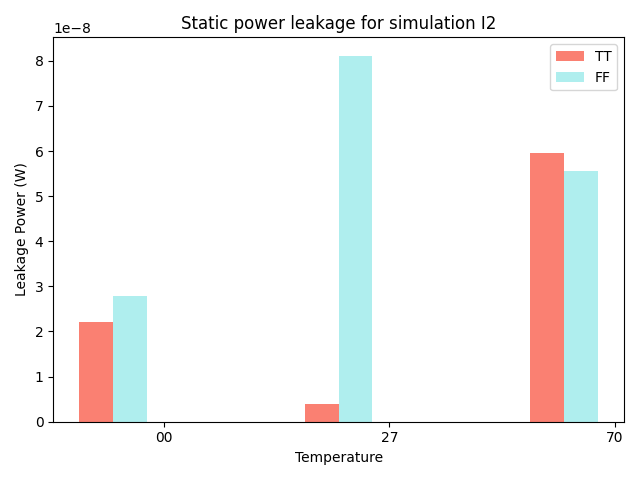 Static power leakage for simulation I2
1e−8
TT
FF
8
7
6
5
4
3
2
1
0
Leakage Power (W)
00
27
70
Temperature